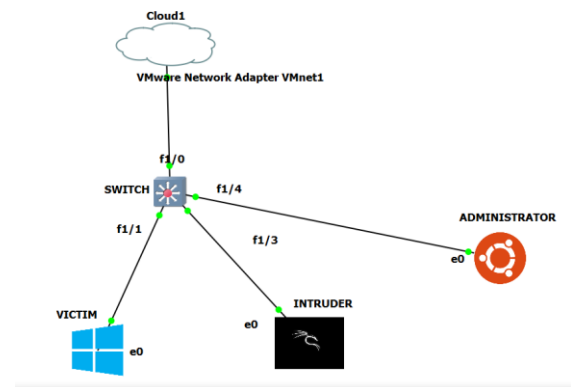 Cloud1
VMware Network Adapter VMnet1
f1/0
SWITCH
f1/4
f1/1
f1/3
ADMINISTRATOR
e0
INTRUDER
VICTIM
e0
e0